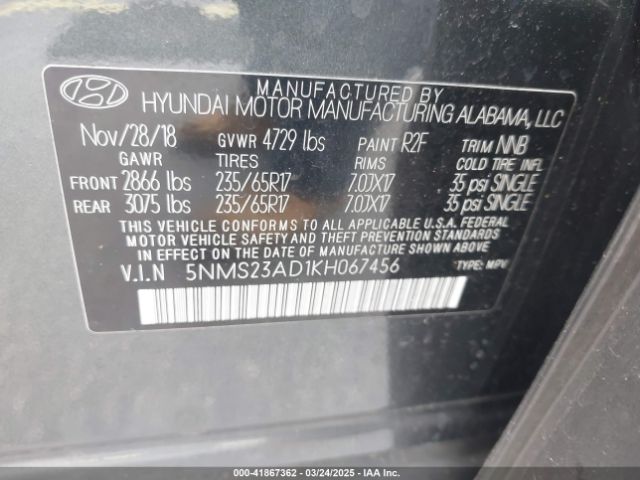 MANUFACTURED BY
HYUNDAI MOTOR MANUFACTURING ALABAMA, LLC
Nov/28/18 GVWR 4729 lbs PAINT R2F TRIM NNB
GAWR TIRES RIMS COLD TIRE INFL
FRONT 2866 lbs 235/65R17 7.0JX17 35 psi SINGLE
REAR 3075 lbs 235/65R17 7.0JX17 35 psi SINGLE
THIS VEHICLE CONFORMS TO ALL APPLICABLE U.S.A. FEDERAL
MOTOR VEHICLE SAFETY AND THEFT PREVENTION STANDARDS
IN EFFECT ON THE DATE OF MANUFACTURE SHOWN ABOVE.
V.I.N 5NMS23AD1KH067456 TYPE: MPV
000-41867362 | 03/24/2025 | IAA Inc.